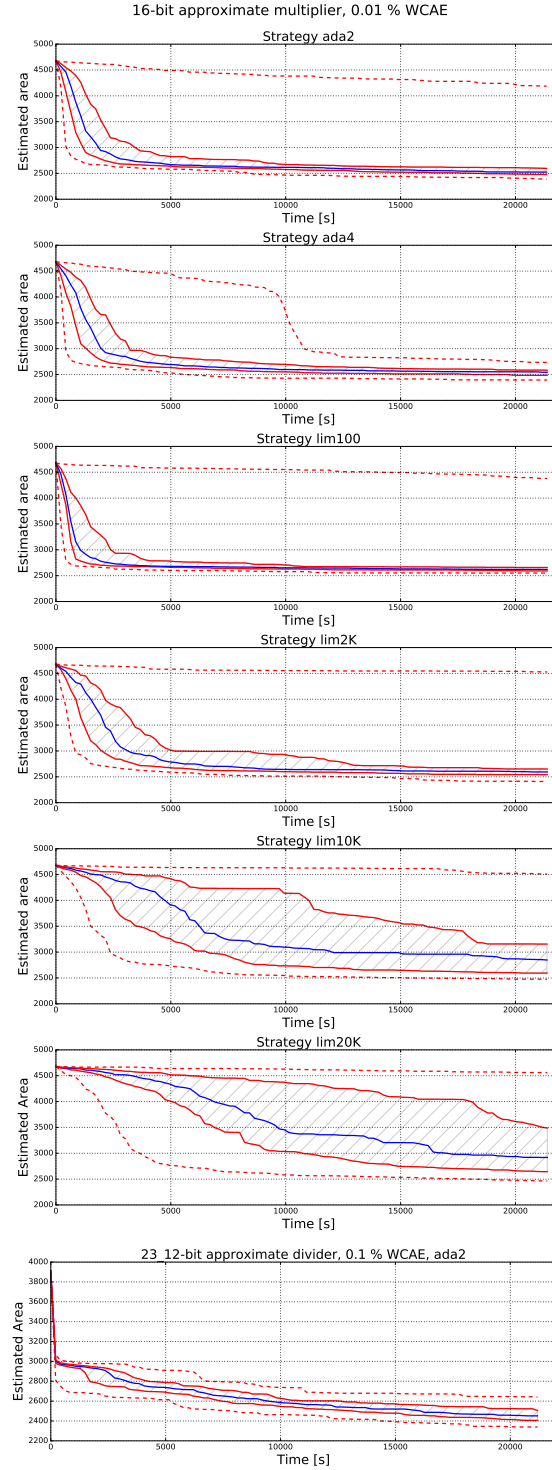 16-bit approximate multiplier, 0.01 % WCAE
Strategy ada2
Estimated area
5000
4500
4000
3500
3000
2500
2000
0 5000 10000 15000 20000
Time [s]
Strategy ada4
Estimated area
5000
4500
4000
3500
3000
2500
2000
0 5000 10000 15000 20000
Time [s]
Strategy lim100
Estimated area
5000
4500
4000
3500
3000
2500
2000
0 5000 10000 15000 20000
Time [s]
Strategy lim2K
Estimated area
5000
4500
4000
3500
3000
2500
2000
0 5000 10000 15000 20000
Time [s]
Strategy lim10K
Estimated area
5000
4500
4000
3500
3000
2500
2000
0 5000 10000 15000 20000
Time [s]
Strategy lim20K
Estimated Area
5000
4500
4000
3500
3000
2500
2000
0 5000 10000 15000 20000
Time [s]
23_12-bit approximate divider, 0.1 % WCAE, ada2
Estimated Area
4000
3800
3600
3400
3200
3000
2800
2600
2400
2200
0 5000 10000 15000 20000
Time [s]